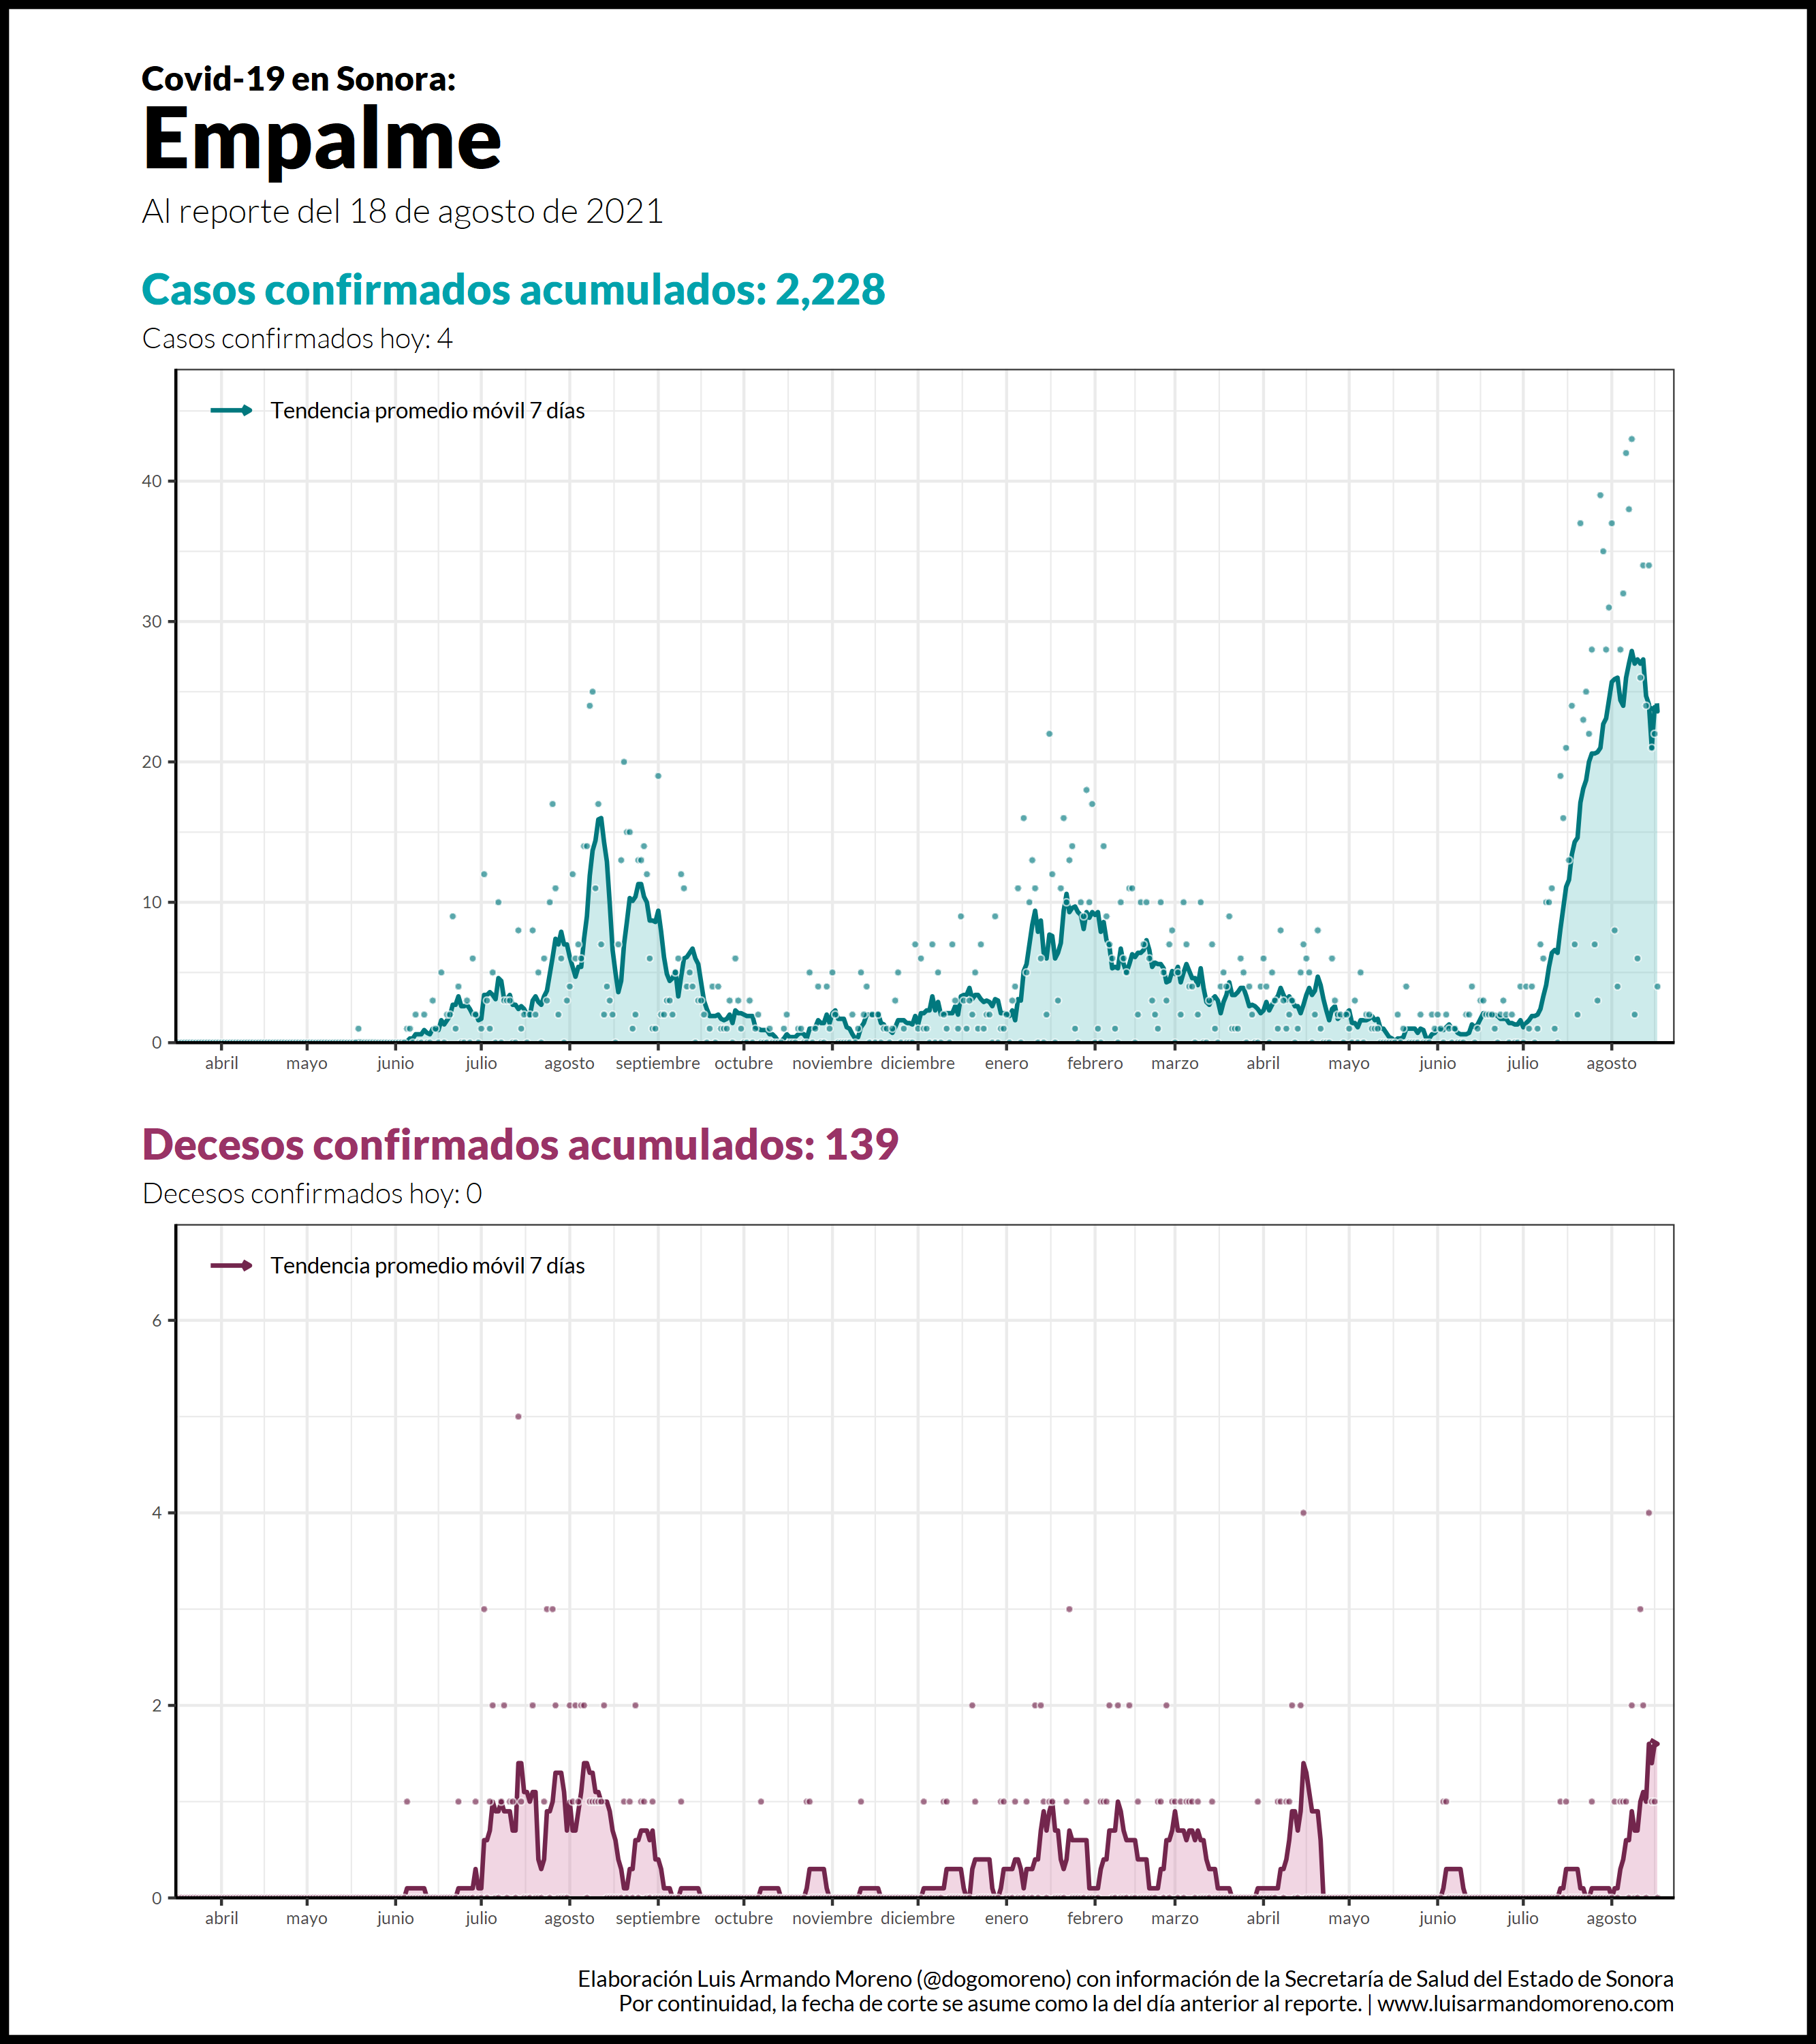 Covid-19 en Sonora:
Empalme
Al reporte del 18 de agosto de 2021
Casos confirmados acumulados: 2,228
Casos confirmados hoy: 4
Tendencia promedio móvil 7 días
40
30
20
10
0
abril mayo junio julio agosto septiembre octubre noviembre diciembre enero febrero marzo abril mayo junio julio agosto
Decesos confirmados acumulados: 139
Decesos confirmados hoy: 0
Tendencia promedio móvil 7 días
6
4
2
0
abril mayo junio julio agosto septiembre octubre noviembre diciembre enero febrero marzo abril mayo junio julio agosto
Elaboración Luis Armando Moreno (@dogomoreno) con información de la Secretaría de Salud del Estado de Sonora
Por continuidad, la fecha de corte se asume como la del día anterior al reporte. | www.luisarmandomoreno.com